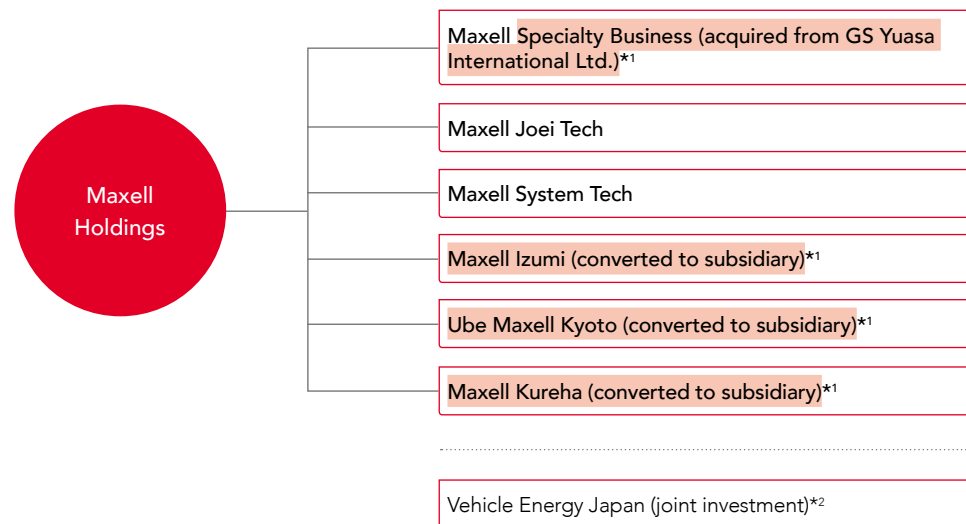 Maxell
Holdings
Maxell Specialty Business (acquired from GS Yuasa
International Ltd.)*1
Maxell Joei Tech
Maxell System Tech
Maxell Izumi (converted to subsidiary)*1
Ube Maxell Kyoto (converted to subsidiary)*1
Maxell Kureha (converted to subsidiary)*1
Vehicle Energy Japan (joint investment)*2